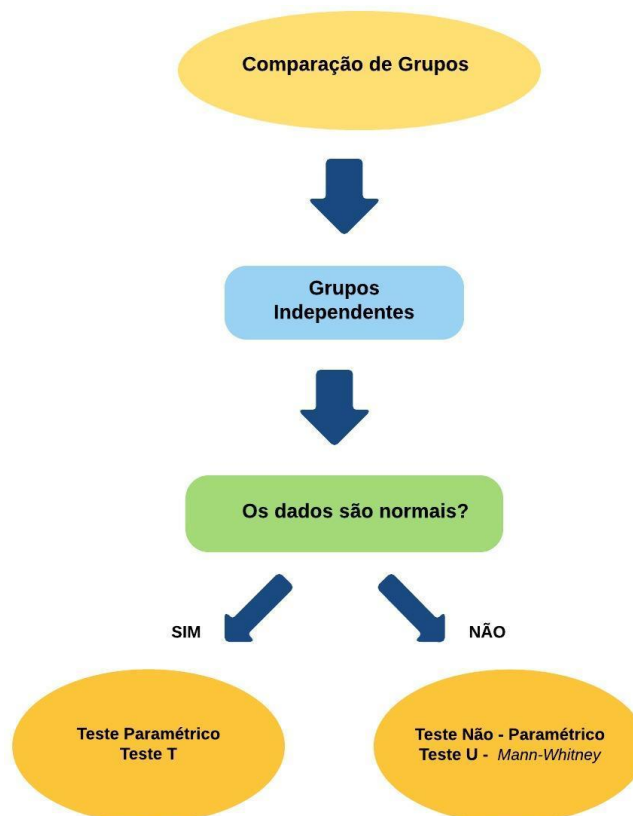 Comparação de Grupos
Grupos
Independentes
Os dados são normais?
SIM
NÃO
Teste Paramétrico
Teste T
Teste Não - Paramétrico
Teste U - Mann-Whitney